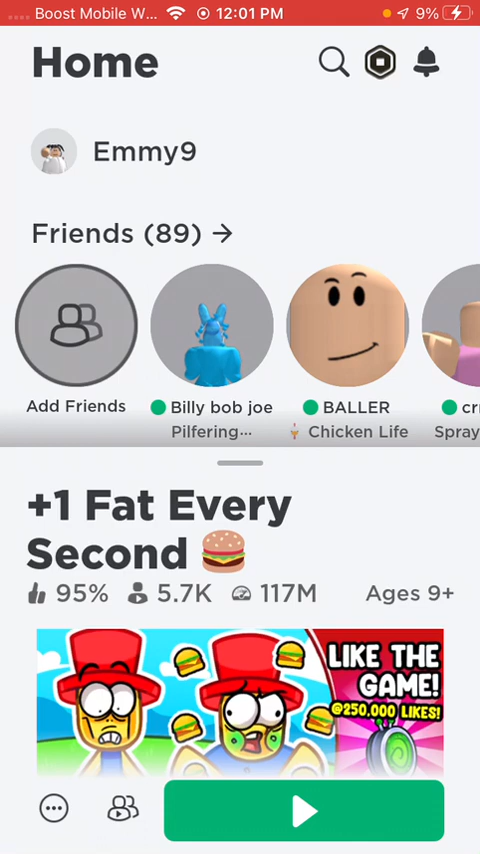 Boost Mobile W... 12:01 PM 9%
Home
Emmy9
Friends (89) →
Add Friends
Billy bob joe
Pilfering...
BALLER
Chicken Life
Spray
+1 Fat Every
Second 🍔
95% 5.7K 117M Ages 9+
LIKE THE
GAME!
@250,000 LIKES!